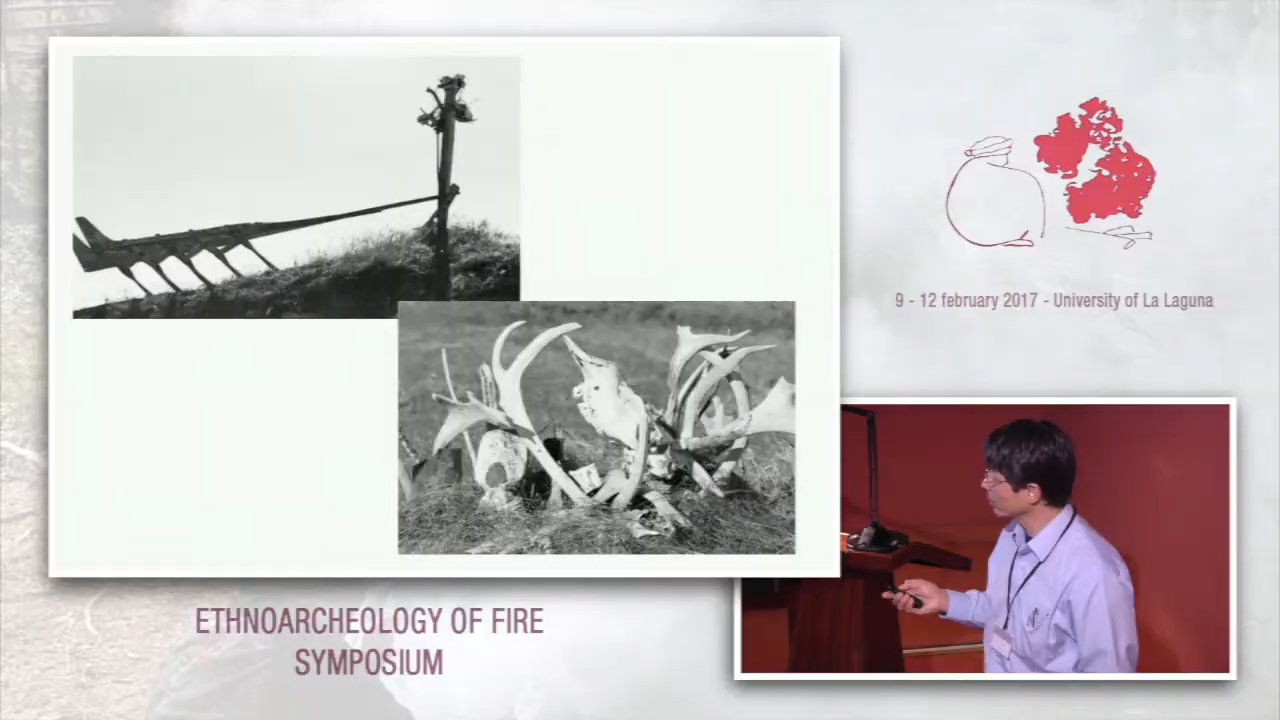 9 - 12 february 2017 - University of La Laguna
ETHNOARCHEOLOGY OF FIRE
SYMPOSIUM